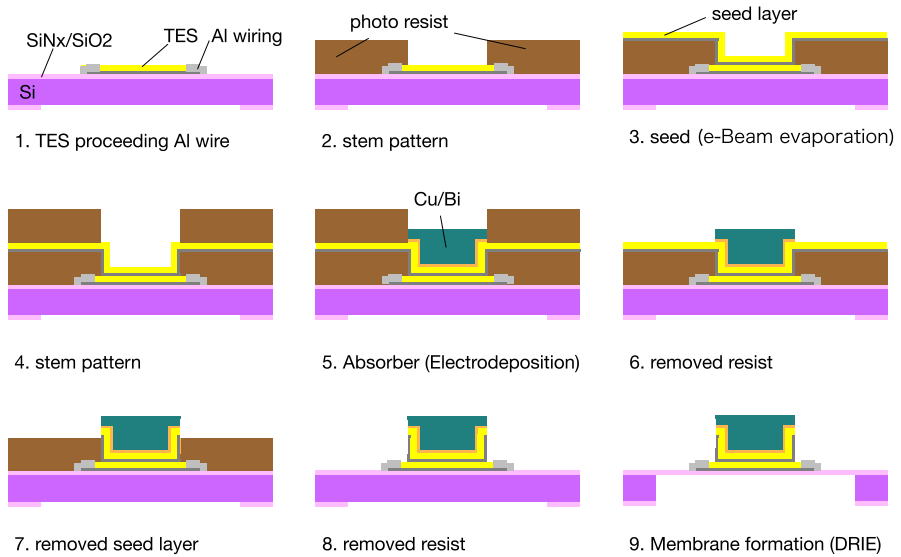 SiNx/SiO2
TES
Al wiring
Si
1. TES proceeding Al wire
photo resist
2. stem pattern
seed layer
3. seed (e-Beam evaporation)
4. stem pattern
Cu/Bi
5. Absorber (Electrodeposition)
6. removed resist
7. removed seed layer
8. removed resist
9. Membrane formation (DRIE)